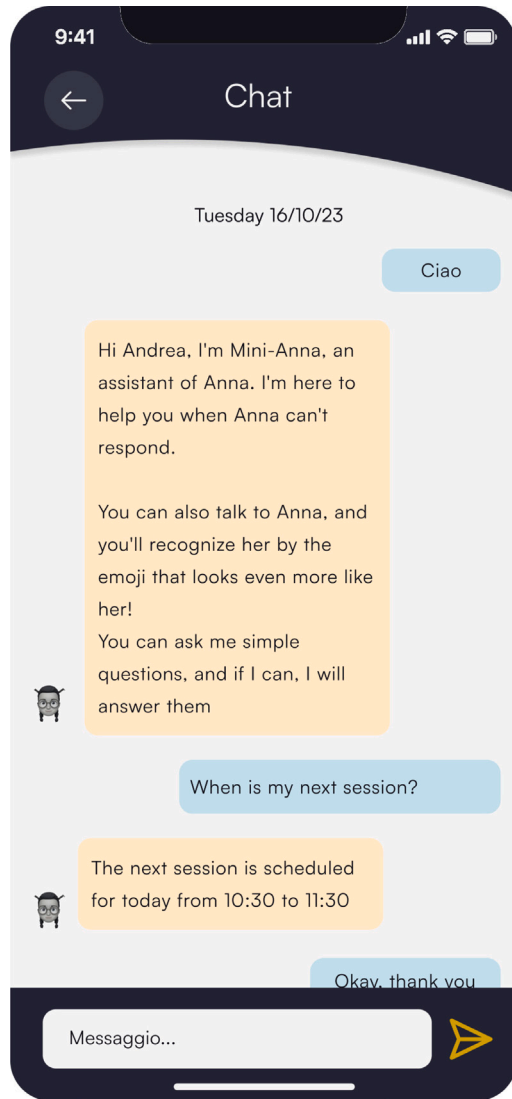 9:41
Chat
Tuesday 16/10/23
Ciao
Hi Andrea, I'm Mini-Anna, an
assistant of Anna. I'm here to
help you when Anna can't
respond.
You can also talk to Anna, and
you'll recognize her by the
emoji that looks even more like
her!
You can ask me simple
questions, and if I can, I will
answer them
When is my next session?
The next session is scheduled
for today from 10:30 to 11:30
Okay, thank you
Messaggio...